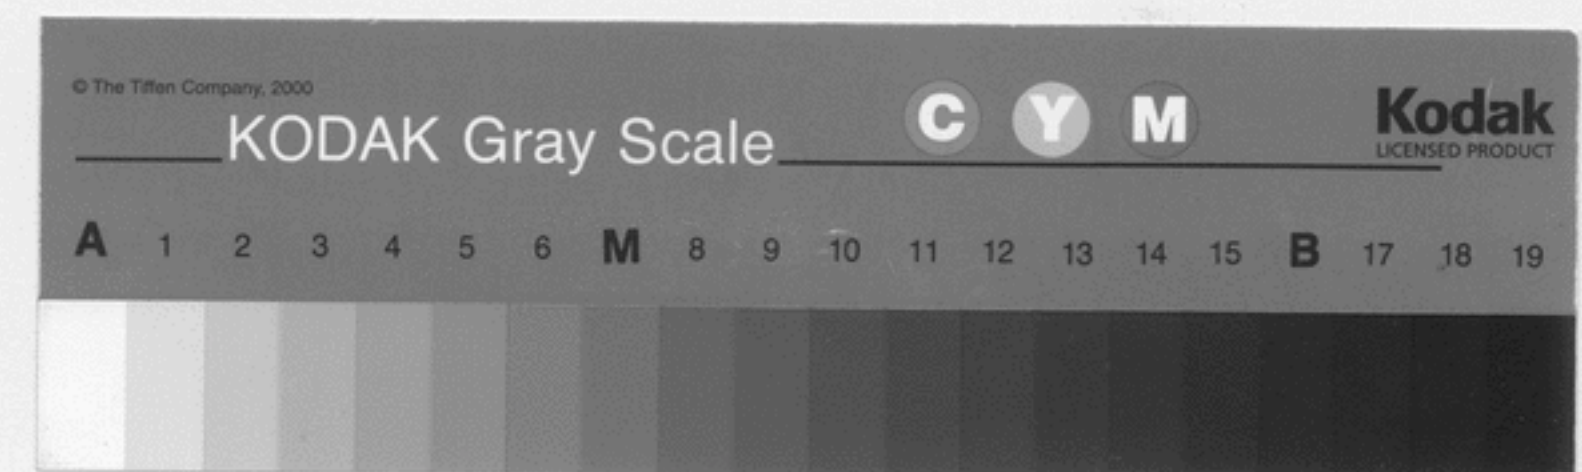 © The Tiffen Company, 2000
KODAK Gray Scale
C Y M
Kodak
LICENSED PRODUCT
A 1 2 3 4 5 6 M 8 9 10 11 12 13 14 15 B 17 18 19